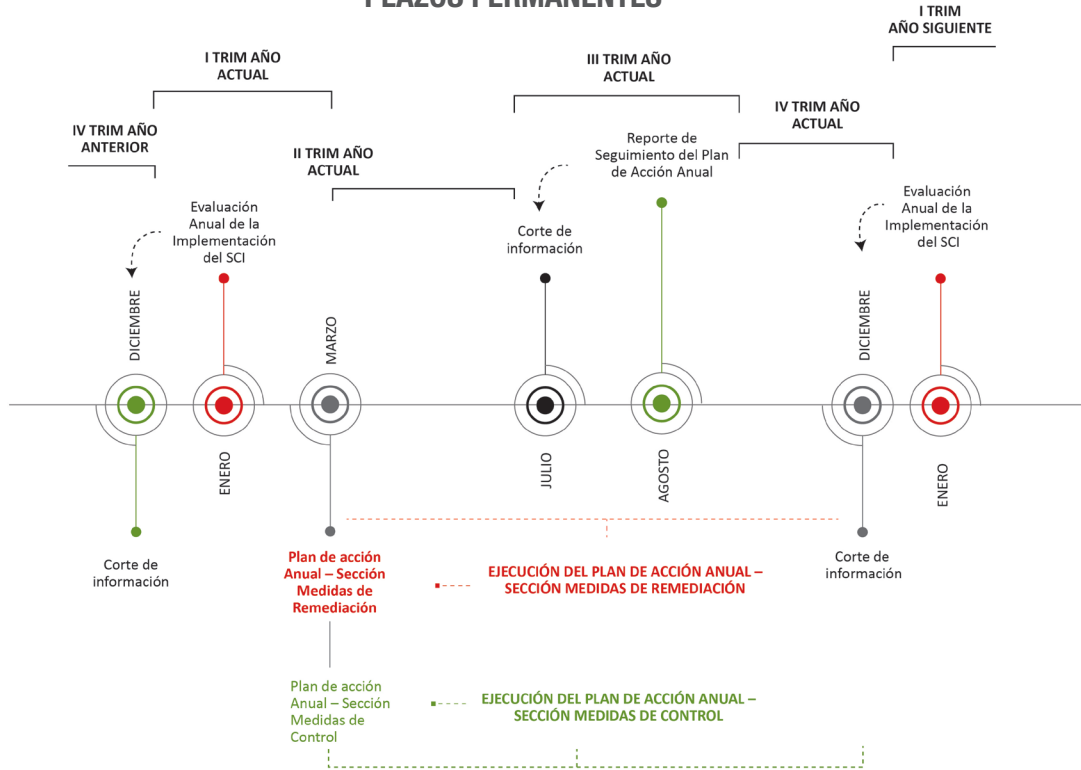 PLAZOS PERMANENTES
I TRIM
AÑO SIGUIENTE
I TRIM AÑO
ACTUAL
III TRIM AÑO
ACTUAL
IV TRIM AÑO
ACTUAL
IV TRIM AÑO
ANTERIOR
II TRIM AÑO
ACTUAL
Reporte de
Seguimiento del Plan
de Acción Anual
Evaluación
Anual de la
Implementación
del SCI
Corte de
información
Evaluación
Anual de la
Implementación
del SCI
DICIEMBRE
MARZO
DICIEMBRE
ENERO
JULIO
AGOSTO
ENERO
Corte de
información
Plan de acción
Anual – Sección
Medidas de
Remediación
EJECUCIÓN DEL PLAN DE ACCIÓN ANUAL –
SECCIÓN MEDIDAS DE REMEDIACIÓN
Corte de
información
Plan de acción
Anual – Sección
Medidas de
Control
EJECUCIÓN DEL PLAN DE ACCIÓN ANUAL –
SECCIÓN MEDIDAS DE CONTROL